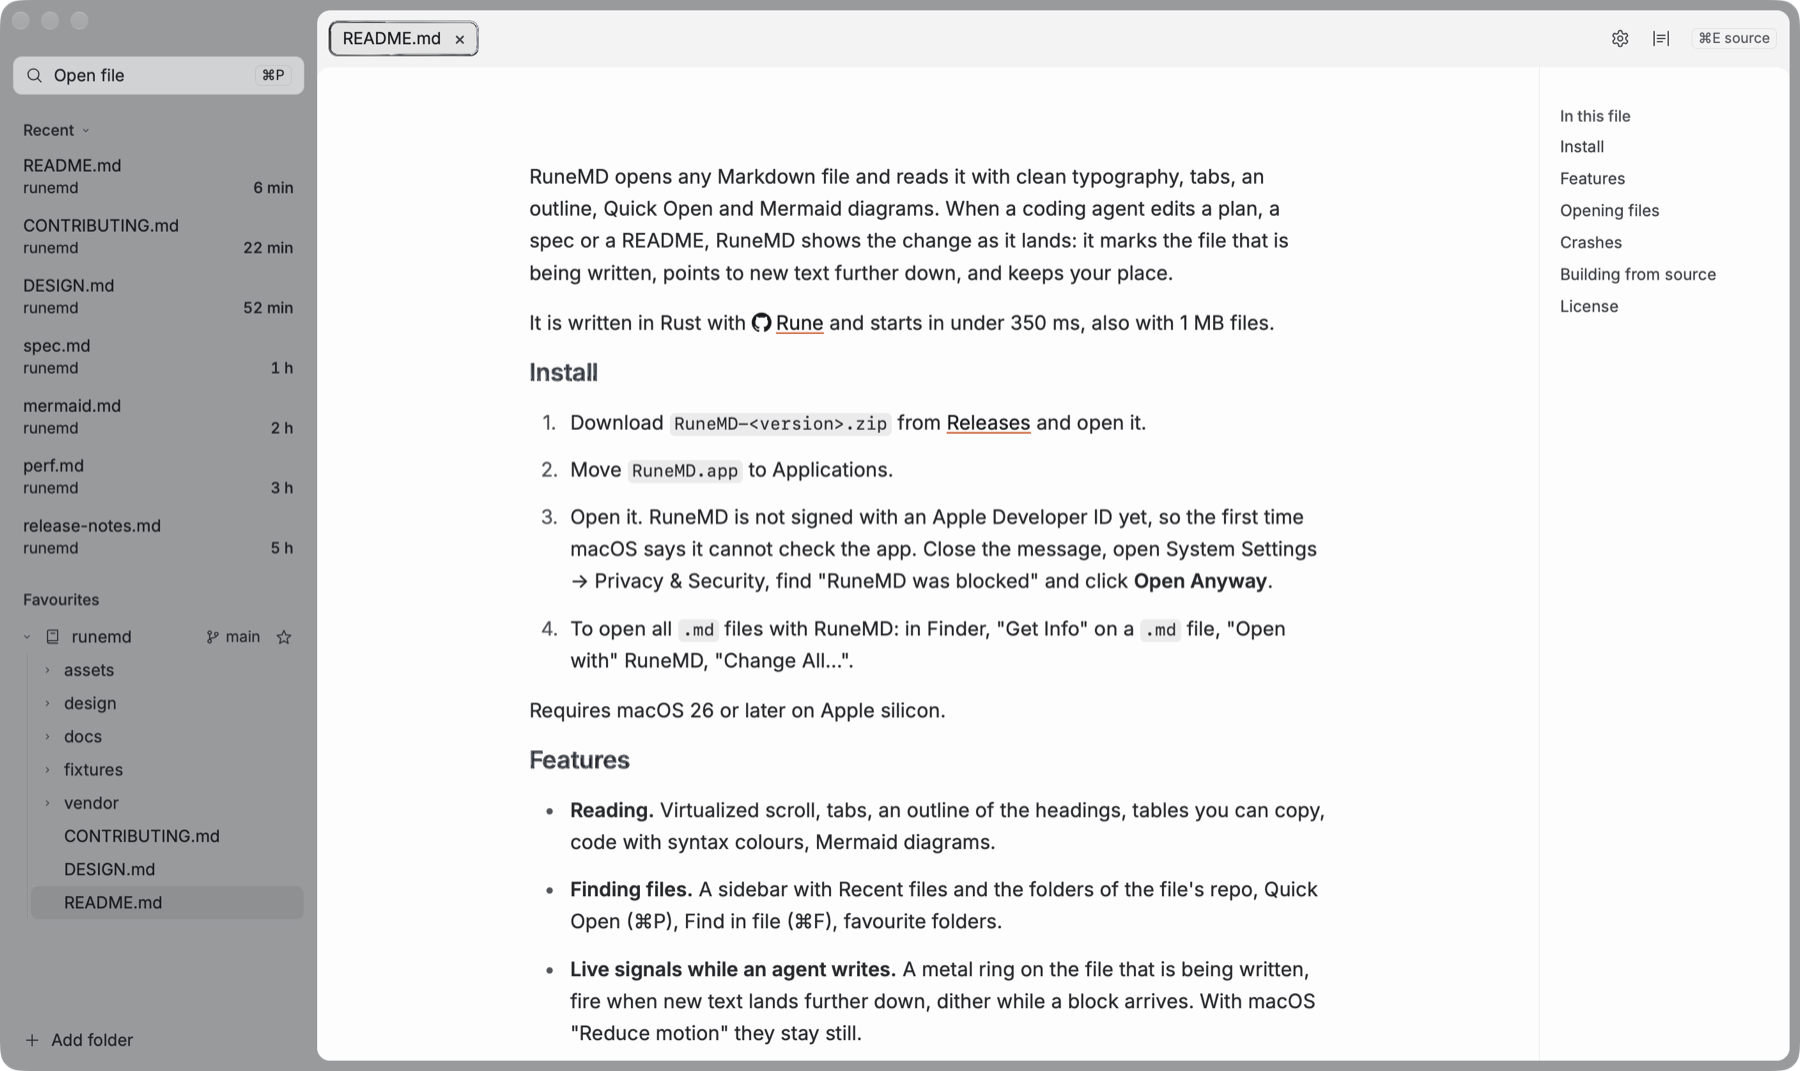 README.md ×
⌘E source
Open file ⌘P
Recent
README.md
runemd 6 min
CONTRIBUTING.md
runemd 22 min
DESIGN.md
runemd 52 min
spec.md
runemd 1 h
mermaid.md
runemd 2 h
perf.md
runemd 3 h
release-notes.md
runemd 5 h
Favourites
runemd main
assets
design
docs
fixtures
vendor
CONTRIBUTING.md
DESIGN.md
README.md
+ Add folder
RuneMD opens any Markdown file and reads it with clean typography, tabs, an
outline, Quick Open and Mermaid diagrams. When a coding agent edits a plan, a
spec or a README, RuneMD shows the change as it lands: it marks the file that is
being written, points to new text further down, and keeps your place.
It is written in Rust with Rune and starts in under 350 ms, also with 1 MB files.
Install
1. Download RuneMD-<version>.zip from Releases and open it.
2. Move RuneMD.app to Applications.
3. Open it. RuneMD is not signed with an Apple Developer ID yet, so the first time
macOS says it cannot check the app. Close the message, open System Settings
→ Privacy & Security, find "RuneMD was blocked" and click Open Anyway.
4. To open all .md files with RuneMD: in Finder, "Get Info" on a .md file, "Open
with" RuneMD, "Change All...".
Requires macOS 26 or later on Apple silicon.
Features
• Reading. Virtualized scroll, tabs, an outline of the headings, tables you can copy,
code with syntax colours, Mermaid diagrams.
• Finding files. A sidebar with Recent files and the folders of the file's repo, Quick
Open (⌘P), Find in file (⌘F), favourite folders.
• Live signals while an agent writes. A metal ring on the file that is being written,
fire when new text lands further down, dither while a block arrives. With macOS
"Reduce motion" they stay still.
In this file
Install
Features
Opening files
Crashes
Building from source
License